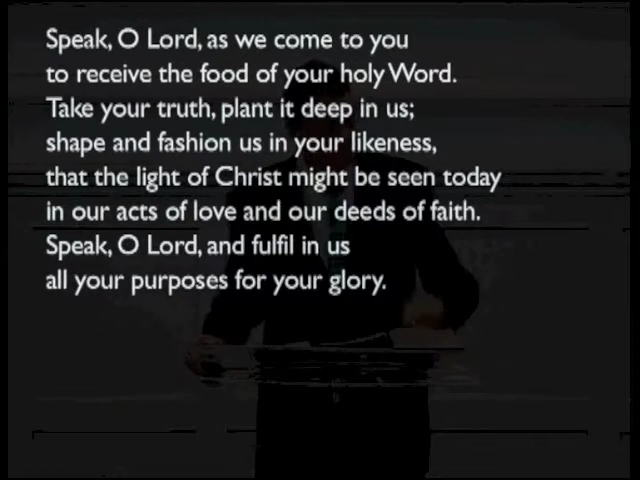 Speak, O Lord, as we come to you
to receive the food of your holy Word.
Take your truth, plant it deep in us;
shape and fashion us in your likeness,
that the light of Christ might be seen today
in our acts of love and our deeds of faith.
Speak, O Lord, and fulfil in us
all your purposes for your glory.